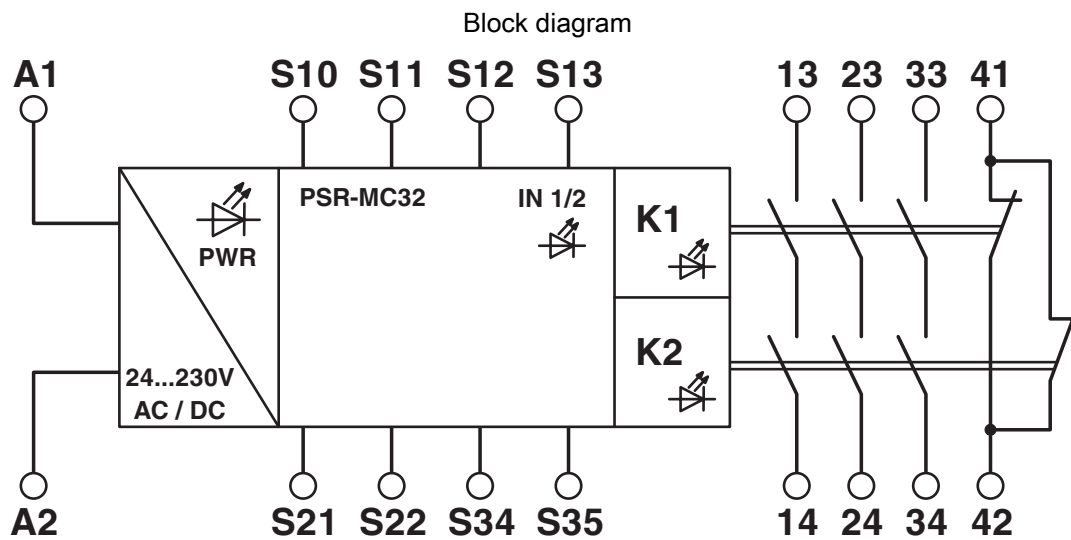 Block diagram
A1 S10 S11 S12 S13 13 23 33 41
PSR-MC32 IN 1/2
K1
PWR
K2
24...230V
AC / DC
A2 S21 S22 S34 S35 14 24 34 42